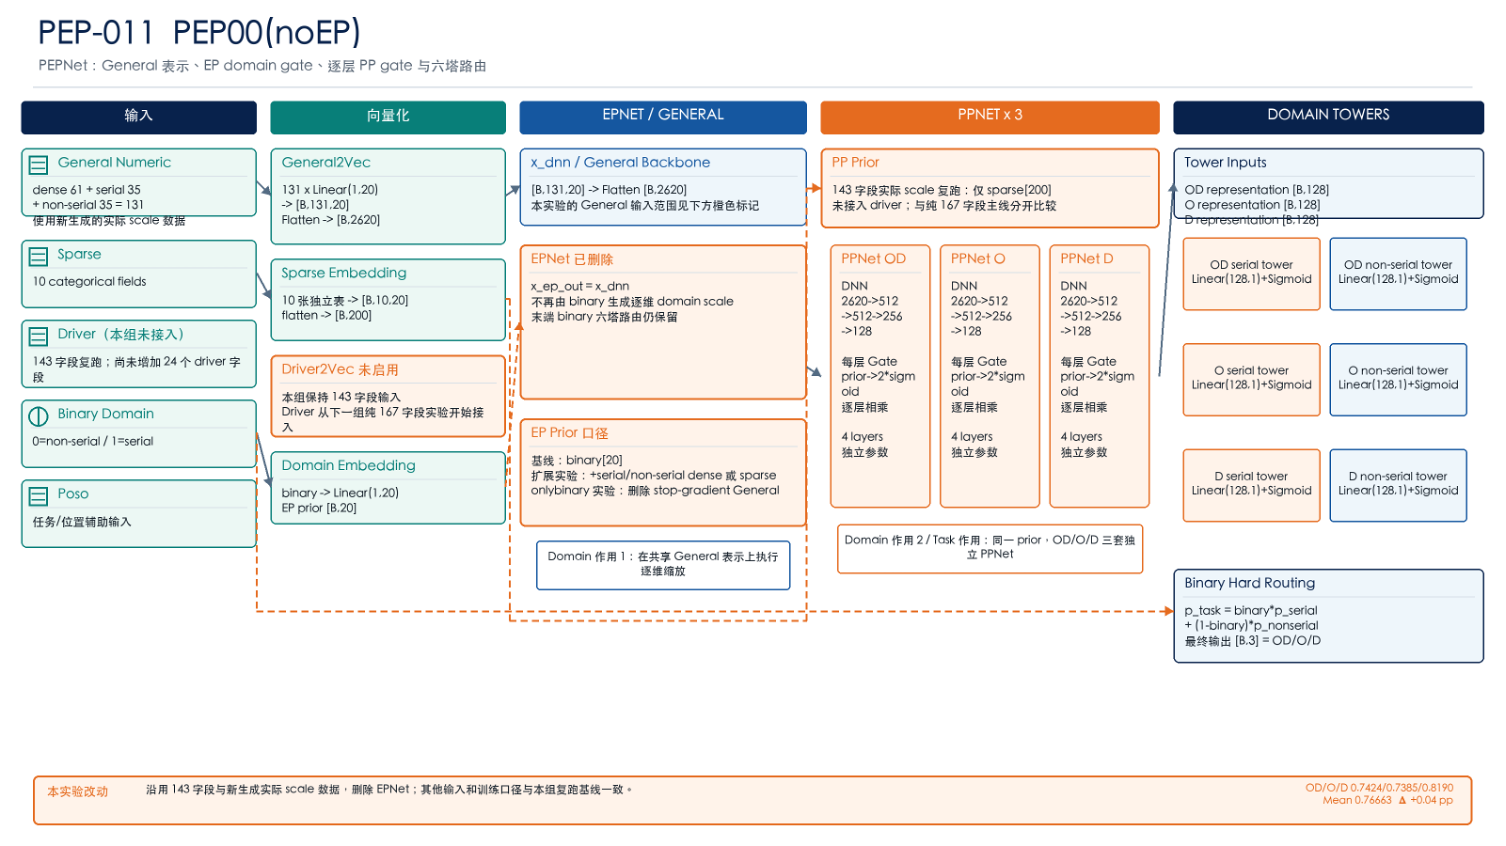 PEP-011 PEP00(noEP)
PEPNet：General 表示、EP domain gate、逐层 PP gate 与六塔路由
输入
General Numeric
dense 61 + serial 35
+ non-serial 35 = 131
使用新生成的实际 scale 数据
Sparse
10 categorical fields
Driver（本组未接入）
143 字段复跑；尚未增加 24 个 driver 字
段
Binary Domain
0=non-serial / 1=serial
Poso
任务/位置辅助输入
向量化
General2Vec
131 x Linear(1,20)
-> [B,131,20]
Flatten -> [B,2620]
Sparse Embedding
10 张独立表 -> [B,10,20]
flatten -> [B,200]
Driver2Vec 未启用
本组保持 143 字段输入
Driver 从下一组纯 167 字段实验开始接
入
Domain Embedding
binary -> Linear(1,20)
EP prior [B,20]
EPNET / GENERAL
x_dnn / General Backbone
[B,131,20] -> Flatten [B,2620]
本实验的 General 输入范围见下方橙色标记
EPNet 已删除
x_ep_out = x_dnn
不再由 binary 生成逐维 domain scale
末端 binary 六塔路由仍保留
EP Prior 口径
基线：binary[20]
扩展实验：+serial/non-serial dense 或 sparse
onlybinary 实验：删除 stop-gradient General
Domain 作用 1：在共享 General 表示上执行
逐维缩放
PPNET x 3
PP Prior
143 字段实际 scale 复跑：仅 sparse[200]
未接入 driver；与纯 167 字段主线分开比较
PPNet OD
DNN
2620->512
->512->256
->128
每层 Gate
prior->2*sigm
oid
逐层相乘
4 layers
独立参数
PPNet O
DNN
2620->512
->512->256
->128
每层 Gate
prior->2*sigm
oid
逐层相乘
4 layers
独立参数
PPNet D
DNN
2620->512
->512->256
->128
每层 Gate
prior->2*sigm
oid
逐层相乘
4 layers
独立参数
Domain 作用 2 / Task 作用：同一 prior，OD/O/D 三套独
立 PPNet
DOMAIN TOWERS
Tower Inputs
OD representation [B,128]
O representation [B,128]
D representation [B,128]
OD serial tower
Linear(128,1)+Sigmoid
OD non-serial tower
Linear(128,1)+Sigmoid
O serial tower
Linear(128,1)+Sigmoid
O non-serial tower
Linear(128,1)+Sigmoid
D serial tower
Linear(128,1)+Sigmoid
D non-serial tower
Linear(128,1)+Sigmoid
Binary Hard Routing
p_task = binary*p_serial
+ (1-binary)*p_nonserial
最终输出 [B,3] = OD/O/D
本实验改动
沿用 143 字段与新生成实际 scale 数据，删除 EPNet；其他输入和训练口径与本组复跑基线一致。
OD/O/D 0.7424/0.7385/0.8190
Mean 0.76663 Δ +0.04 pp